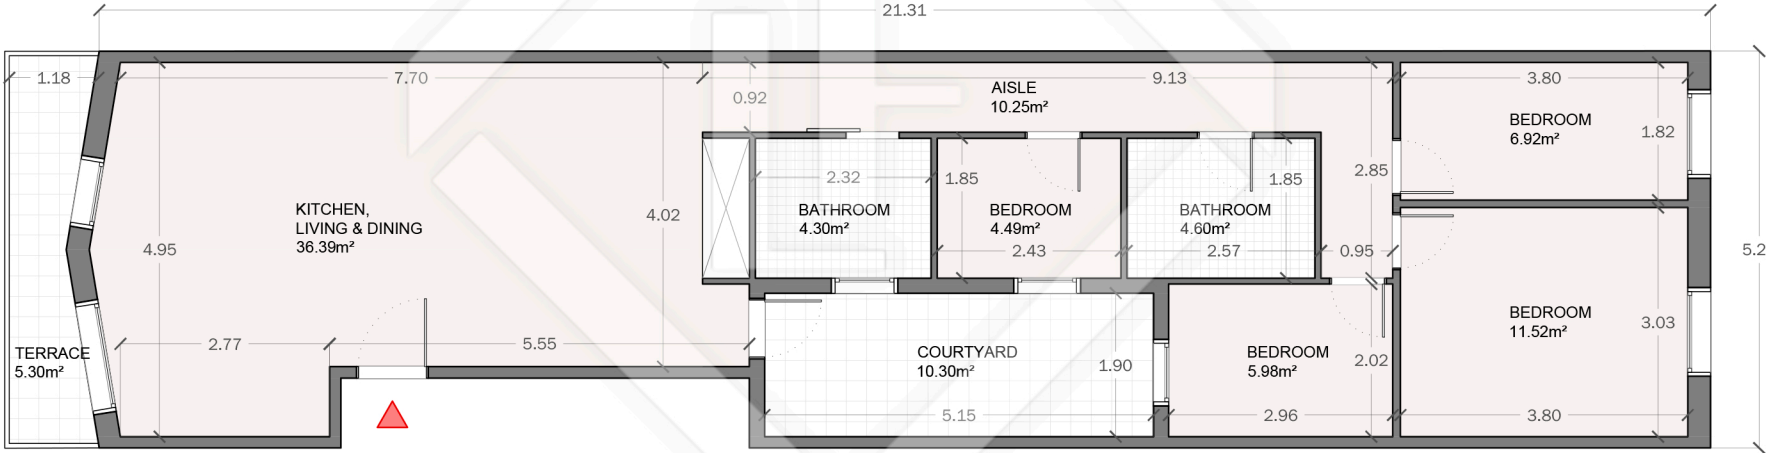 21.31
1.18
7.70
9.13
3.80
0.92
AISLE
10.25m²
BEDROOM
6.92m²
1.82
2.85
2.32
1.85
1.85
KITCHEN,
LIVING & DINING
36.39m²
4.02
BATHROOM
4.30m²
BEDROOM
4.49m²
BATHROOM
4.60m²
4.95
2.43
2.57
0.95
5.2
BEDROOM
11.52m²
3.03
TERRACE
5.30m²
2.77
5.55
COURTYARD
10.30m²
1.90
BEDROOM
5.98m²
2.02
5.15
2.96
3.80